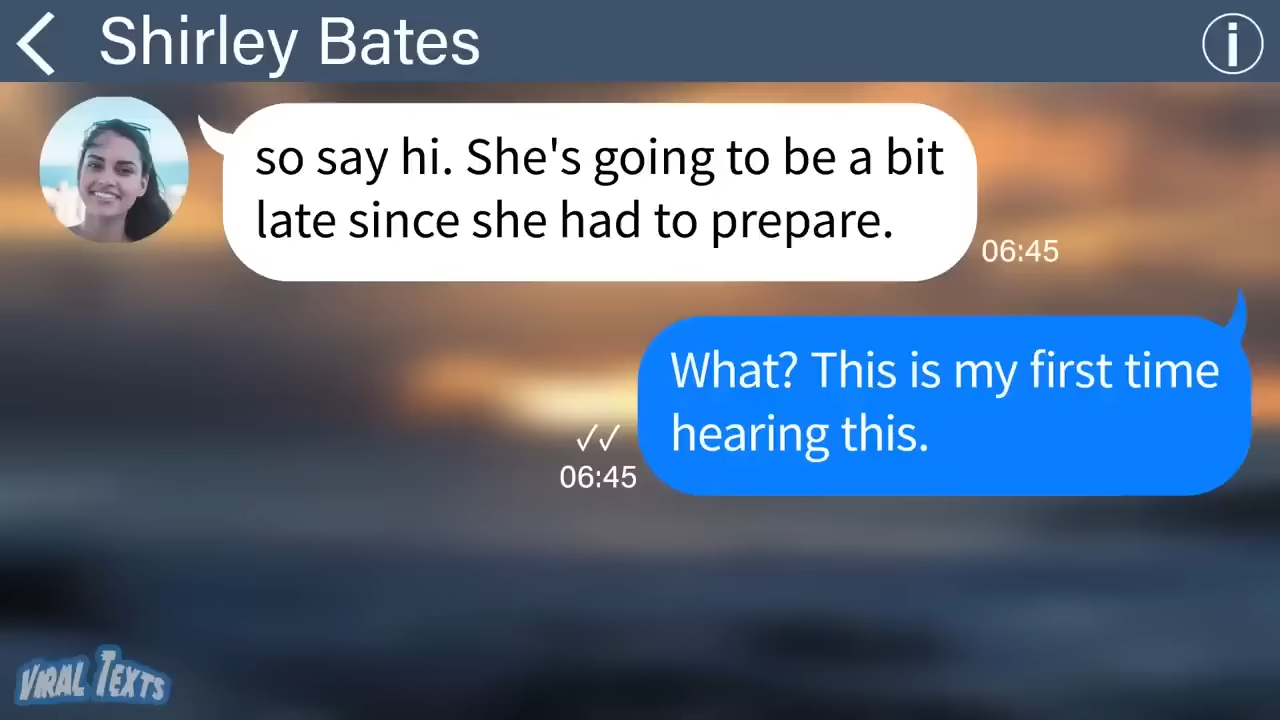 Shirley Bates
so say hi. She's going to be a bit
late since she had to prepare.
06:45
What? This is my first time
hearing this.
06:45
VIRAL TEXTS